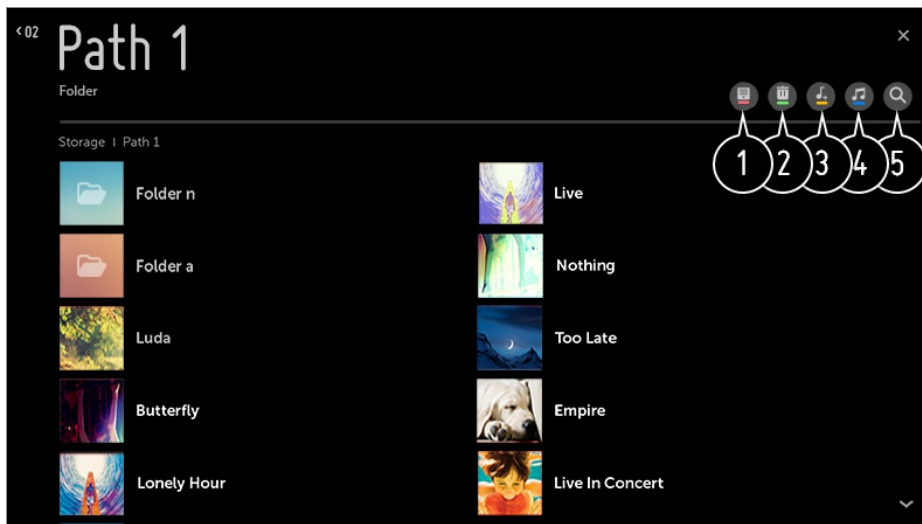 <02
Path 1
×
Folder
1 2 3 4 5
Storage | Path 1
Folder n
Live
Folder a
Nothing
Luda
Too Late
Butterfly
Empire
Lonely Hour
Live In Concert